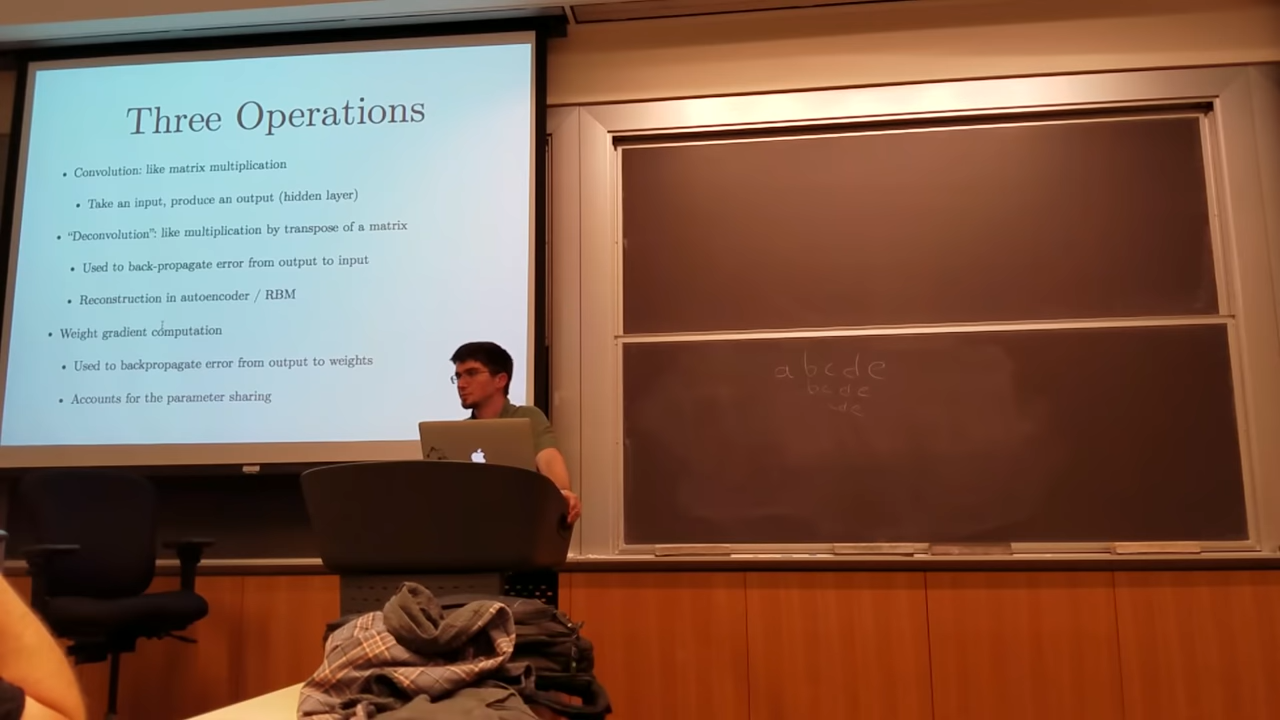 Three Operations
• Convolution: like matrix multiplication
• Take an input, produce an output (hidden layer)
• “Deconvolution”: like multiplication by transpose of a matrix
• Used to back-propagate error from output to input
• Reconstruction in autoencoder / RBM
• Weight gradient computation
• Used to backpropagate error from output to weights
• Accounts for the parameter sharing
a b c d e
b c d e